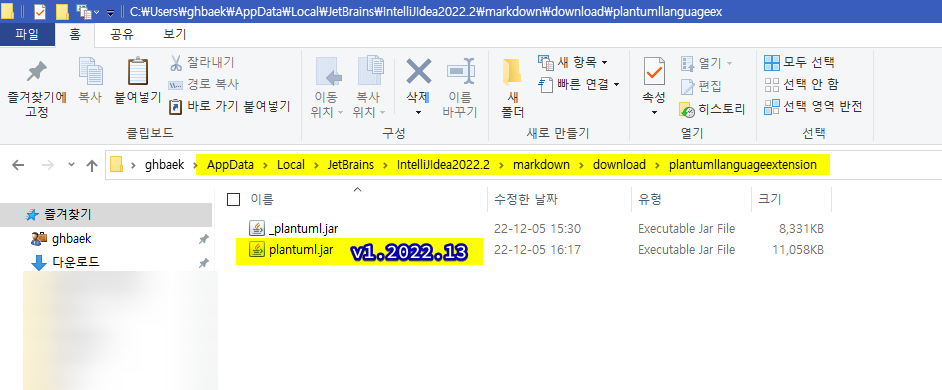 C:₩Users₩ghbaek₩AppData₩Local₩JetBrains₩IntelliJIdea2022.2₩markdown₩download₩plantumllanguageex
파일 홈 공유 보기
즐겨찾기에 고정
복사
붙여넣기
잘라내기
경로 복사
바로 가기 붙여넣기
클립보드
이동 위치
복사 위치
삭제
이름 바꾸기
구성
새 폴더
새 항목
빠른 연결
새로 만들기
속성
열기
편집
히스토리
열기
모두 선택
선택 안 함
선택 영역 반전
선택
ghbaek > AppData > Local > JetBrains > IntelliJIdea2022.2 > markdown > download > plantumllanguageextension
즐겨찾기
ghbaek
다운로드
이름 수정한 날짜 유형 크기
_plantuml.jar 22-12-05 15:30 Executable Jar File 8,331KB
plantuml.jar v1.2022.13 22-12-05 16:17 Executable Jar File 11,058KB